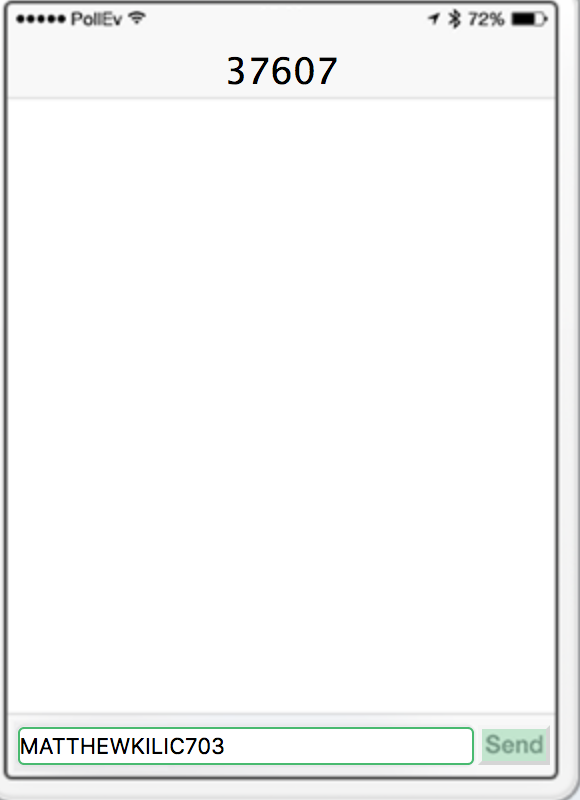 PollEv 72%
37607
MATTHEWKILIC703 Send